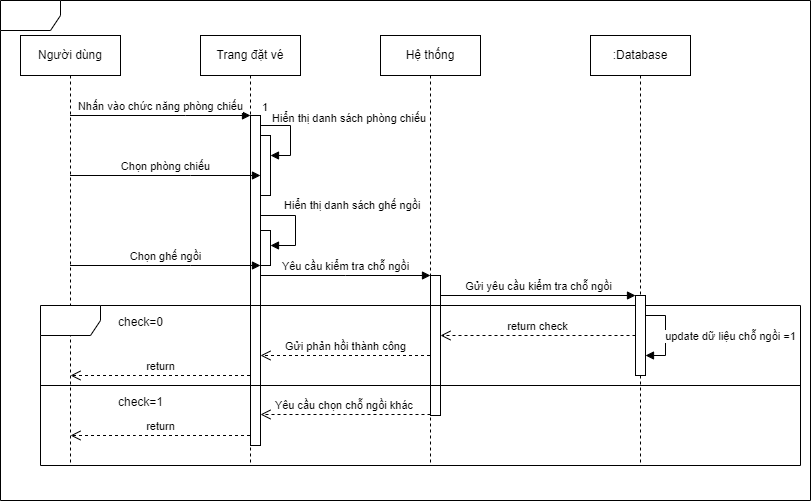 Người dùng
Trang đặt vé
Hệ thống
:Database
Nhấn vào chức năng phòng chiếu
1
Hiển thị danh sách phòng chiếu
Chọn phòng chiếu
Hiển thị danh sách ghế ngồi
Chọn ghế ngồi
Yêu cầu kiểm tra chỗ ngồi
Gửi yêu cầu kiểm tra chỗ ngồi
check=0
return check
update dữ liệu chỗ ngồi =1
Gửi phản hồi thành công
return
check=1
Yêu cầu chọn chỗ ngồi khác
return